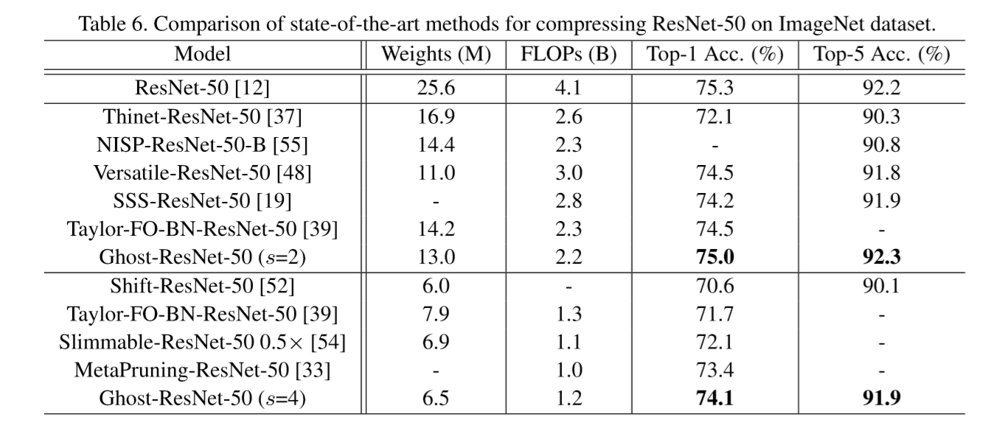 Table 6. Comparison of state-of-the-art methods for compressing ResNet-50 on ImageNet dataset.
Model Weights (M) FLOPs (B) Top-1 Acc. (%) Top-5 Acc. (%)
ResNet-50 [12] 25.6 4.1 75.3 92.2
Thinet-ResNet-50 [37] 16.9 2.6 72.1 90.3
NISP-ResNet-50-B [55] 14.4 2.3 - 90.8
Versatile-ResNet-50 [48] 11.0 3.0 74.5 91.8
SSS-ResNet-50 [19] - 2.8 74.2 91.9
Taylor-FO-BN-ResNet-50 [39] 14.2 2.3 74.5 -
Ghost-ResNet-50 (s=2) 13.0 2.2 75.0 92.3
Shift-ResNet-50 [52] 6.0 - 70.6 90.1
Taylor-FO-BN-ResNet-50 [39] 7.9 1.3 71.7 -
Slimmable-ResNet-50 0.5× [54] 6.9 1.1 72.1 -
MetaPruning-ResNet-50 [33] - 1.0 73.4 -
Ghost-ResNet-50 (s=4) 6.5 1.2 74.1 91.9